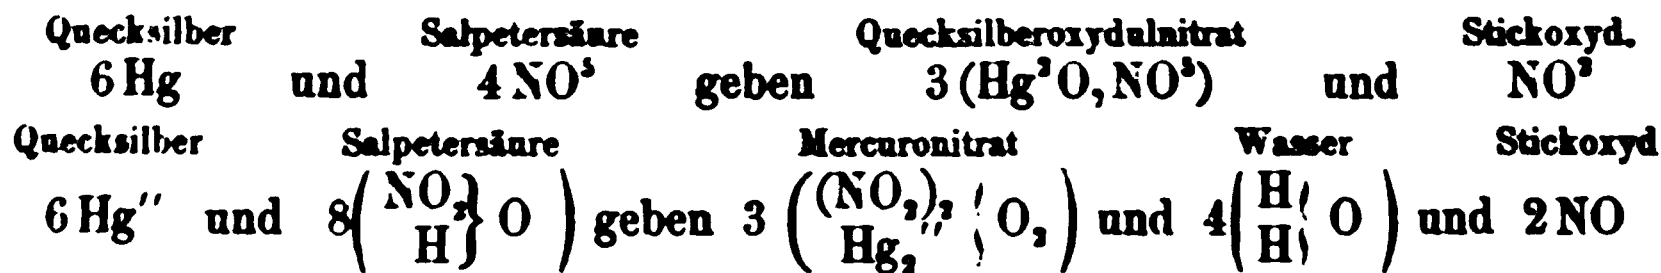 Quecksilber Salpetersäure Quecksilberoxydulnitrat Stickoxyd.
6 Hg und 4 NO⁵ geben 3 (Hg²O, NO⁵) und NO²
Quecksilber Salpetersäure Mercuronitrat Wasser Stickoxyd
6 Hg″ und 8 ( NO₂ H } O ) geben 3 ( (NO₂)₂ Hg₂″ } O₂ ) und 4 ( H H } O ) und 2 NO